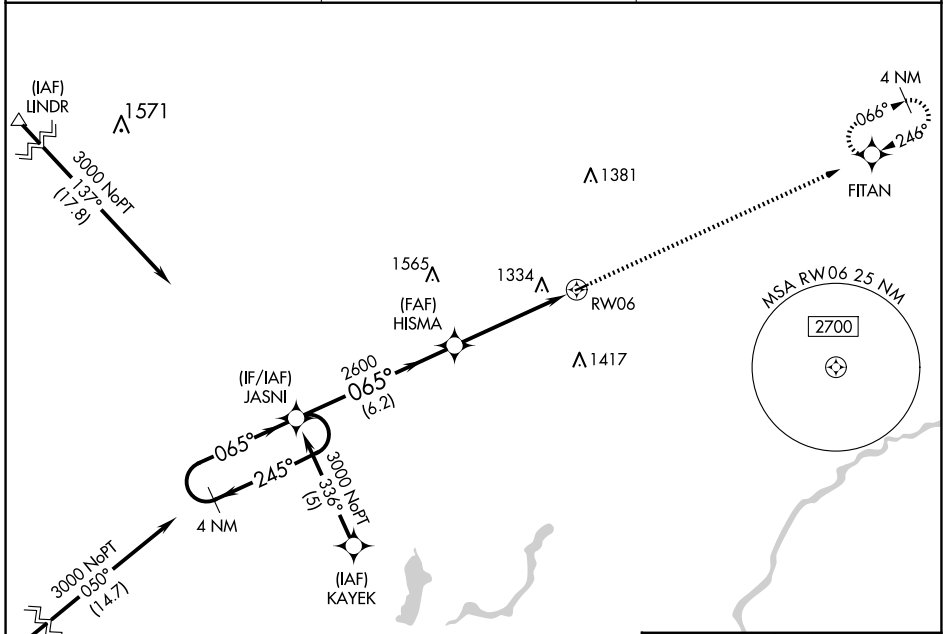 (IAF)
LINDR
1571
3000 NoPT
137°
(17.8)
4 NM
066°
246°
FITAN
1381
1565
1334
RW06
(FAF)
HISMA
MSA RW06 25 NM
2700
1417
2600
065°
(6.2)
(IF/IAF)
JASNI
065°
245°
4 NM
3000 NoPT
336°
(5)
(IAF)
KAYEK
3000 NoPT
050°
(14.7)